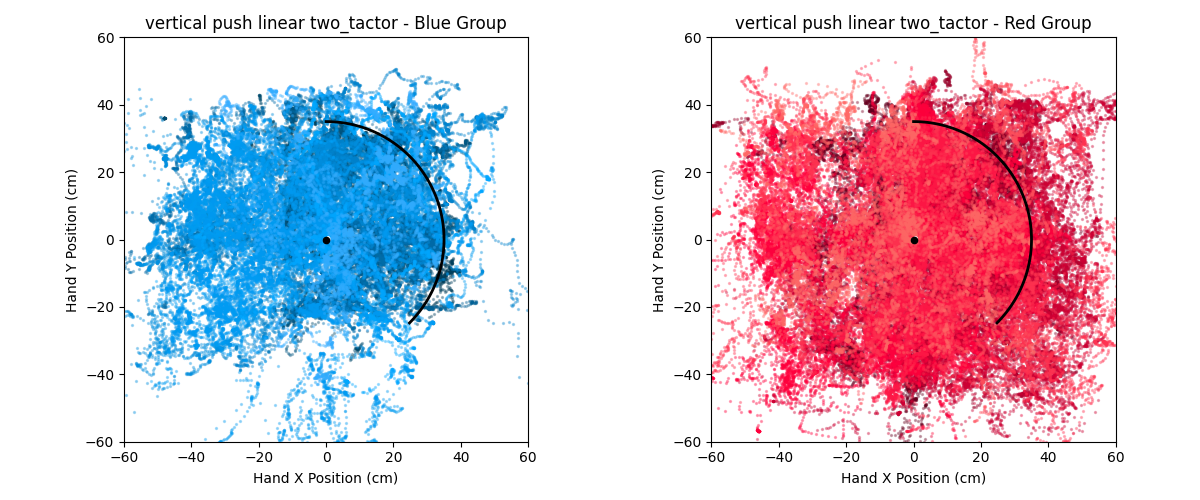 vertical push linear two_tactor - Blue Group
60
40
20
0
−20
−40
−60
Hand Y Position (cm)
−60 −40 −20 0 20 40 60
Hand X Position (cm)
vertical push linear two_tactor - Red Group
60
40
20
0
−20
−40
−60
Hand Y Position (cm)
−60 −40 −20 0 20 40 60
Hand X Position (cm)